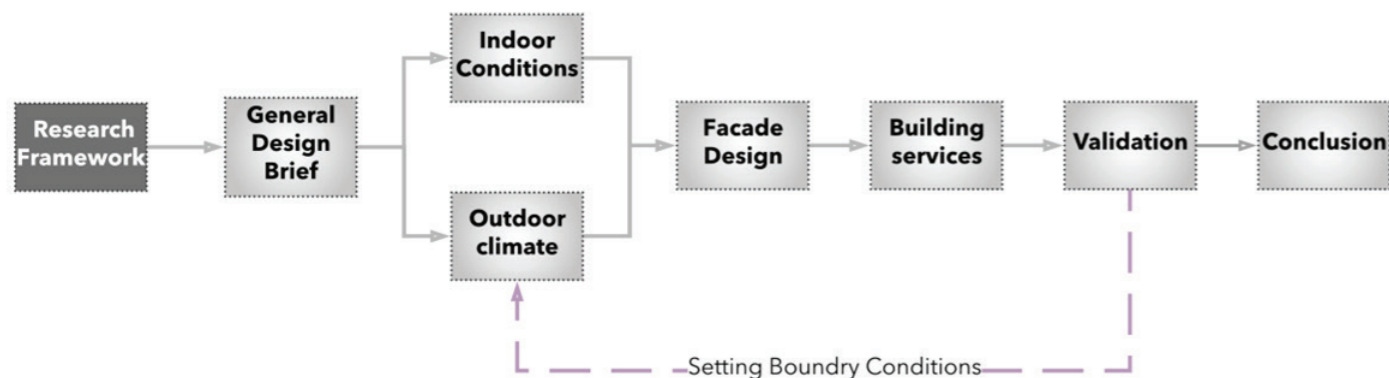 Research
Framework
General
Design
Brief
Indoor
Conditions
Outdoor
climate
Facade
Design
Building
services
Validation
Conclusion
Setting Boundry Conditions